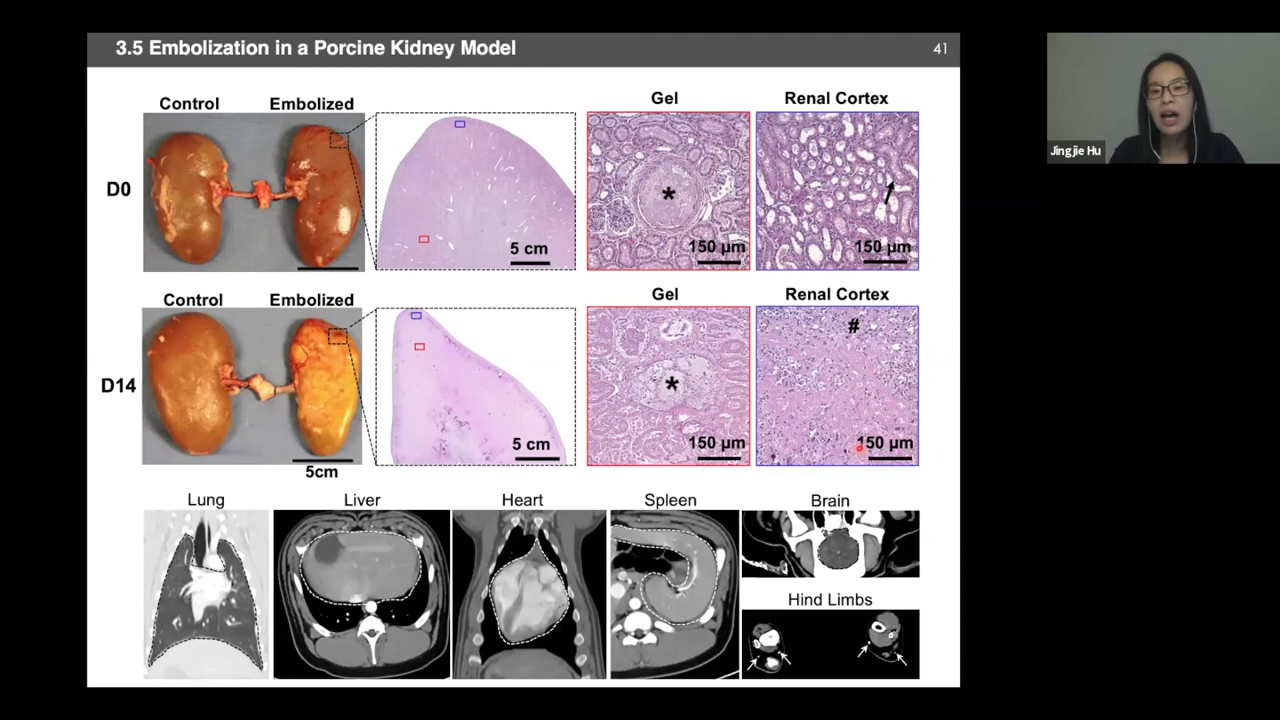 3.5 Embolization in a Porcine Kidney Model
41
Control
Embolized
Gel
Renal Cortex
D0
*
5 cm
150 µm
150 µm
Control
Embolized
Gel
Renal Cortex
D14
*
#
5 cm
150 µm
150 µm
5cm
Lung
Liver
Heart
Spleen
Brain
Hind Limbs
Jingjie Hu